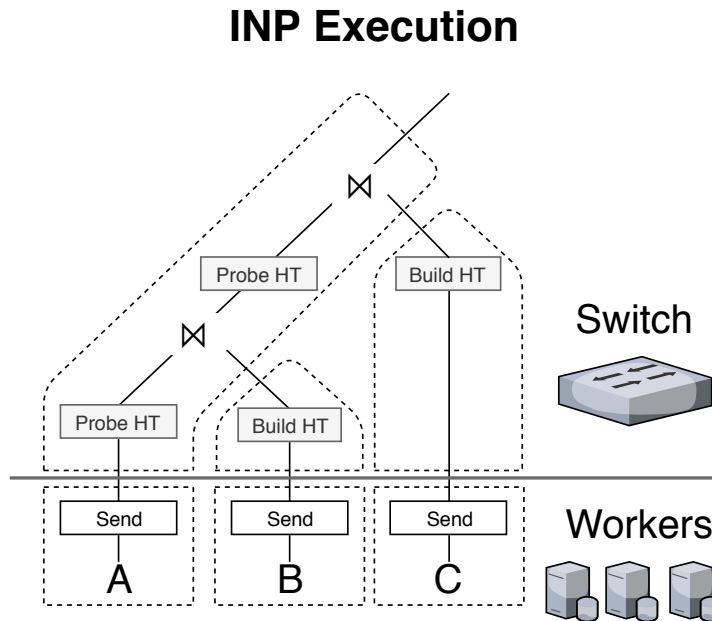 INP Execution
⋈
Probe HT
Build HT
Switch
⋈
Probe HT
Build HT
Send
Send
Send
Workers
A
B
C